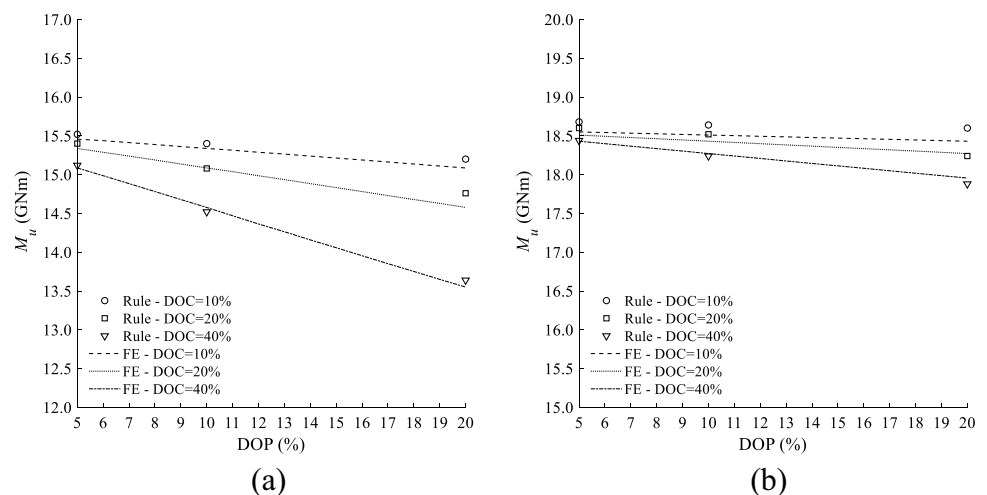 17.0
16.5
16.0
15.5
15.0
14.5
14.0
13.5
13.0
12.5
12.0
M_u (GNm)
Rule - DOC=10%
Rule - DOC=20%
Rule - DOC=40%
FE - DOC=10%
FE - DOC=20%
FE - DOC=40%
5 6 7 8 9 10 11 12 13 14 15 16 17 18 19 20
DOP (%)
(a)
20.0
19.5
19.0
18.5
18.0
17.5
17.0
16.5
16.0
15.5
15.0
M_u (GNm)
Rule - DOC=10%
Rule - DOC=20%
Rule - DOC=40%
FE - DOC=10%
FE - DOC=20%
FE - DOC=40%
5 6 7 8 9 10 11 12 13 14 15 16 17 18 19 20
DOP (%)
(b)